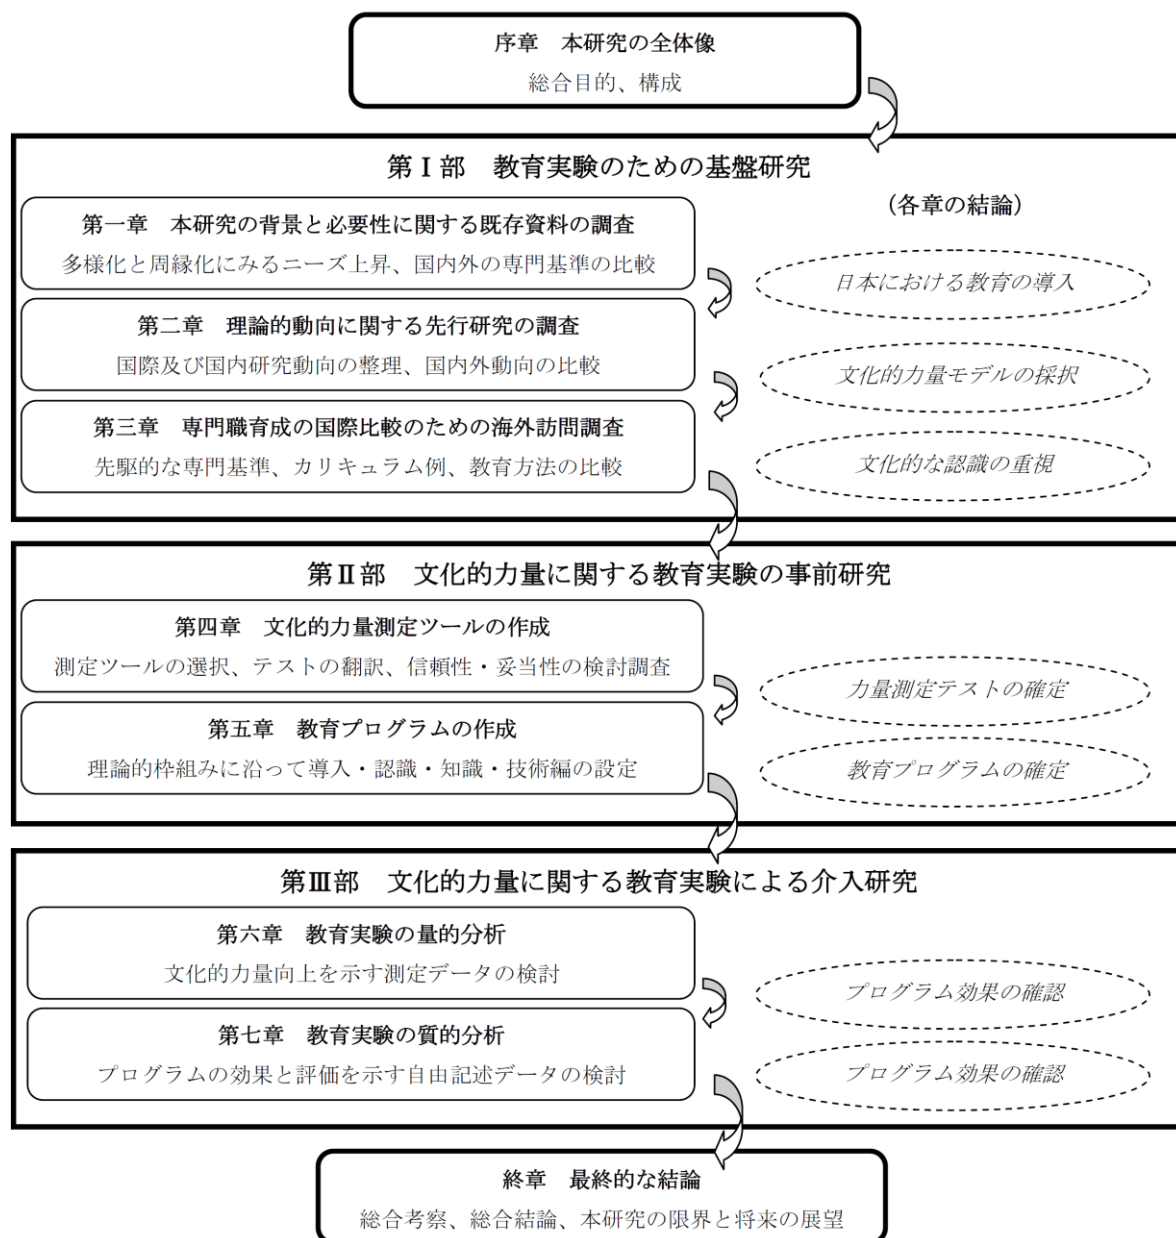 序章　本研究の全体像
総合目的、構成
第Ⅰ部　教育実験のための基盤研究
（各章の結論）
第一章　本研究の背景と必要性に関する既存資料の調査
多様化と周縁化にみるニーズ上昇、国内外の専門基準の比較
日本における教育の導入
第二章　理論的動向に関する先行研究の調査
国際及び国内研究動向の整理、国内外動向の比較
文化的力量モデルの採択
第三章　専門職育成の国際比較のための海外訪問調査
先駆的な専門基準、カリキュラム例、教育方法の比較
文化的な認識の重視
第Ⅱ部　文化的力量に関する教育実験の事前研究
第四章　文化的力量測定ツールの作成
測定ツールの選択、テストの翻訳、信頼性・妥当性の検討調査
力量測定テストの確定
第五章　教育プログラムの作成
理論的枠組みに沿って導入・認識・知識・技術編の設定
教育プログラムの確定
第Ⅲ部　文化的力量に関する教育実験による介入研究
第六章　教育実験の量的分析
文化的力量向上を示す測定データの検討
プログラム効果の確認
第七章　教育実験の質的分析
プログラムの効果と評価を示す自由記述データの検討
プログラム効果の確認
終章　最終的な結論
総合考察、総合結論、本研究の限界と将来の展望